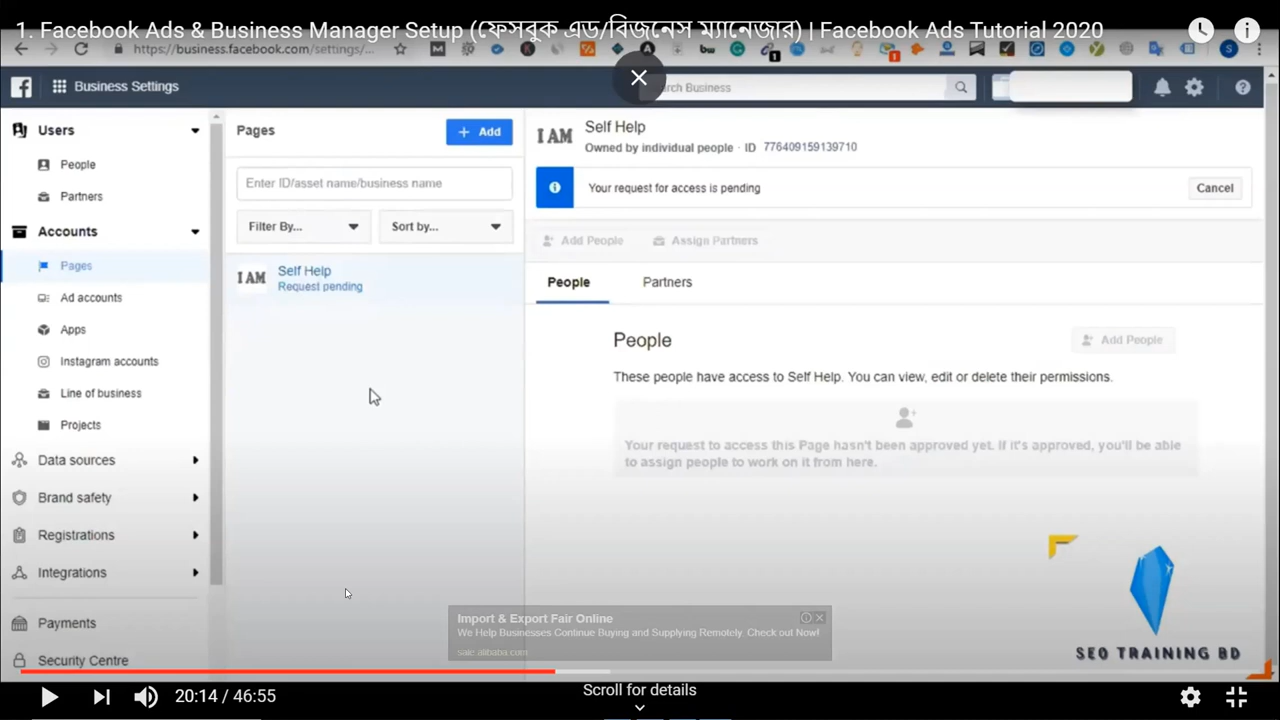 1. Facebook Ads & Business Manager Setup (ফেসবুক এড/বিজনেস ম্যানেজার) | Facebook Ads Tutorial 2020
https://business.facebook.com/settings/...
Business Settings
arch Business
Users
People
Partners
Accounts
Pages
Ad accounts
Apps
Instagram accounts
Line of business
Projects
Data sources
Brand safety
Registrations
Integrations
Payments
Security Centre
Pages
+ Add
Enter ID/asset name/business name
Filter By...
Sort by...
I AM
Self Help
Request pending
I AM
Self Help
Owned by individual people · ID 776409159139710
Your request for access is pending
Cancel
Add People
Assign Partners
People
Partners
People
Add People
These people have access to Self Help. You can view, edit or delete their permissions.
Your request to access this Page hasn't been approved yet. If it's approved, you'll be able
to assign people to work on it from here.
Import & Export Fair Online
We Help Businesses Continue Buying and Supplying Remotely. Check out Now!
sale.alibaba.com
SEO TRAINING BD
20:14 / 46:55
Scroll for details